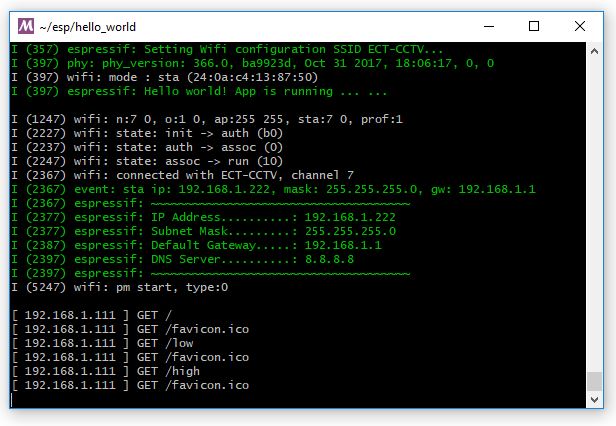 ~/esp/hello_world
I (357) espressif: Setting Wifi configuration SSID ECT-CCTV...
I (397) phy: phy_version: 366.0, ba9923d, Oct 31 2017, 18:06:17, 0, 0
I (397) wifi: mode : sta (24:0a:c4:13:87:50)
I (397) espressif: Hello world! App is running ... ...
I (1247) wifi: n:7 0, o:1 0, ap:255 255, sta:7 0, prof:1
I (2227) wifi: state: init -> auth (b0)
I (2237) wifi: state: auth -> assoc (0)
I (2247) wifi: state: assoc -> run (10)
I (2367) wifi: connected with ECT-CCTV, channel 7
I (2367) event: sta ip: 192.168.1.222, mask: 255.255.255.0, gw: 192.168.1.1
I (2367) espressif: ~~~~~~~~~~~~~~~~~~~~~~~~~~~~~~~~~
I (2377) espressif: IP Address..........: 192.168.1.222
I (2377) espressif: Subnet Mask.........: 255.255.255.0
I (2387) espressif: Default Gateway.....: 192.168.1.1
I (2397) espressif: DNS Server..........: 8.8.8.8
I (2397) espressif: ~~~~~~~~~~~~~~~~~~~~~~~~~~~~~~~~~
I (5247) wifi: pm start, type:0
[ 192.168.1.111 ] GET /
[ 192.168.1.111 ] GET /favicon.ico
[ 192.168.1.111 ] GET /low
[ 192.168.1.111 ] GET /favicon.ico
[ 192.168.1.111 ] GET /high
[ 192.168.1.111 ] GET /favicon.ico